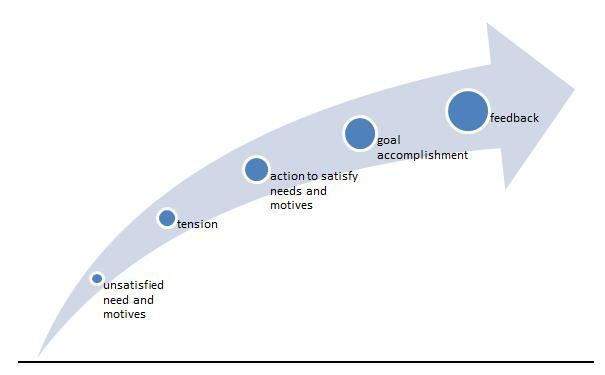 unsatisfied
need and
motives
tension
action to satisfy
needs and
motives
goal
accomplishment
feedback